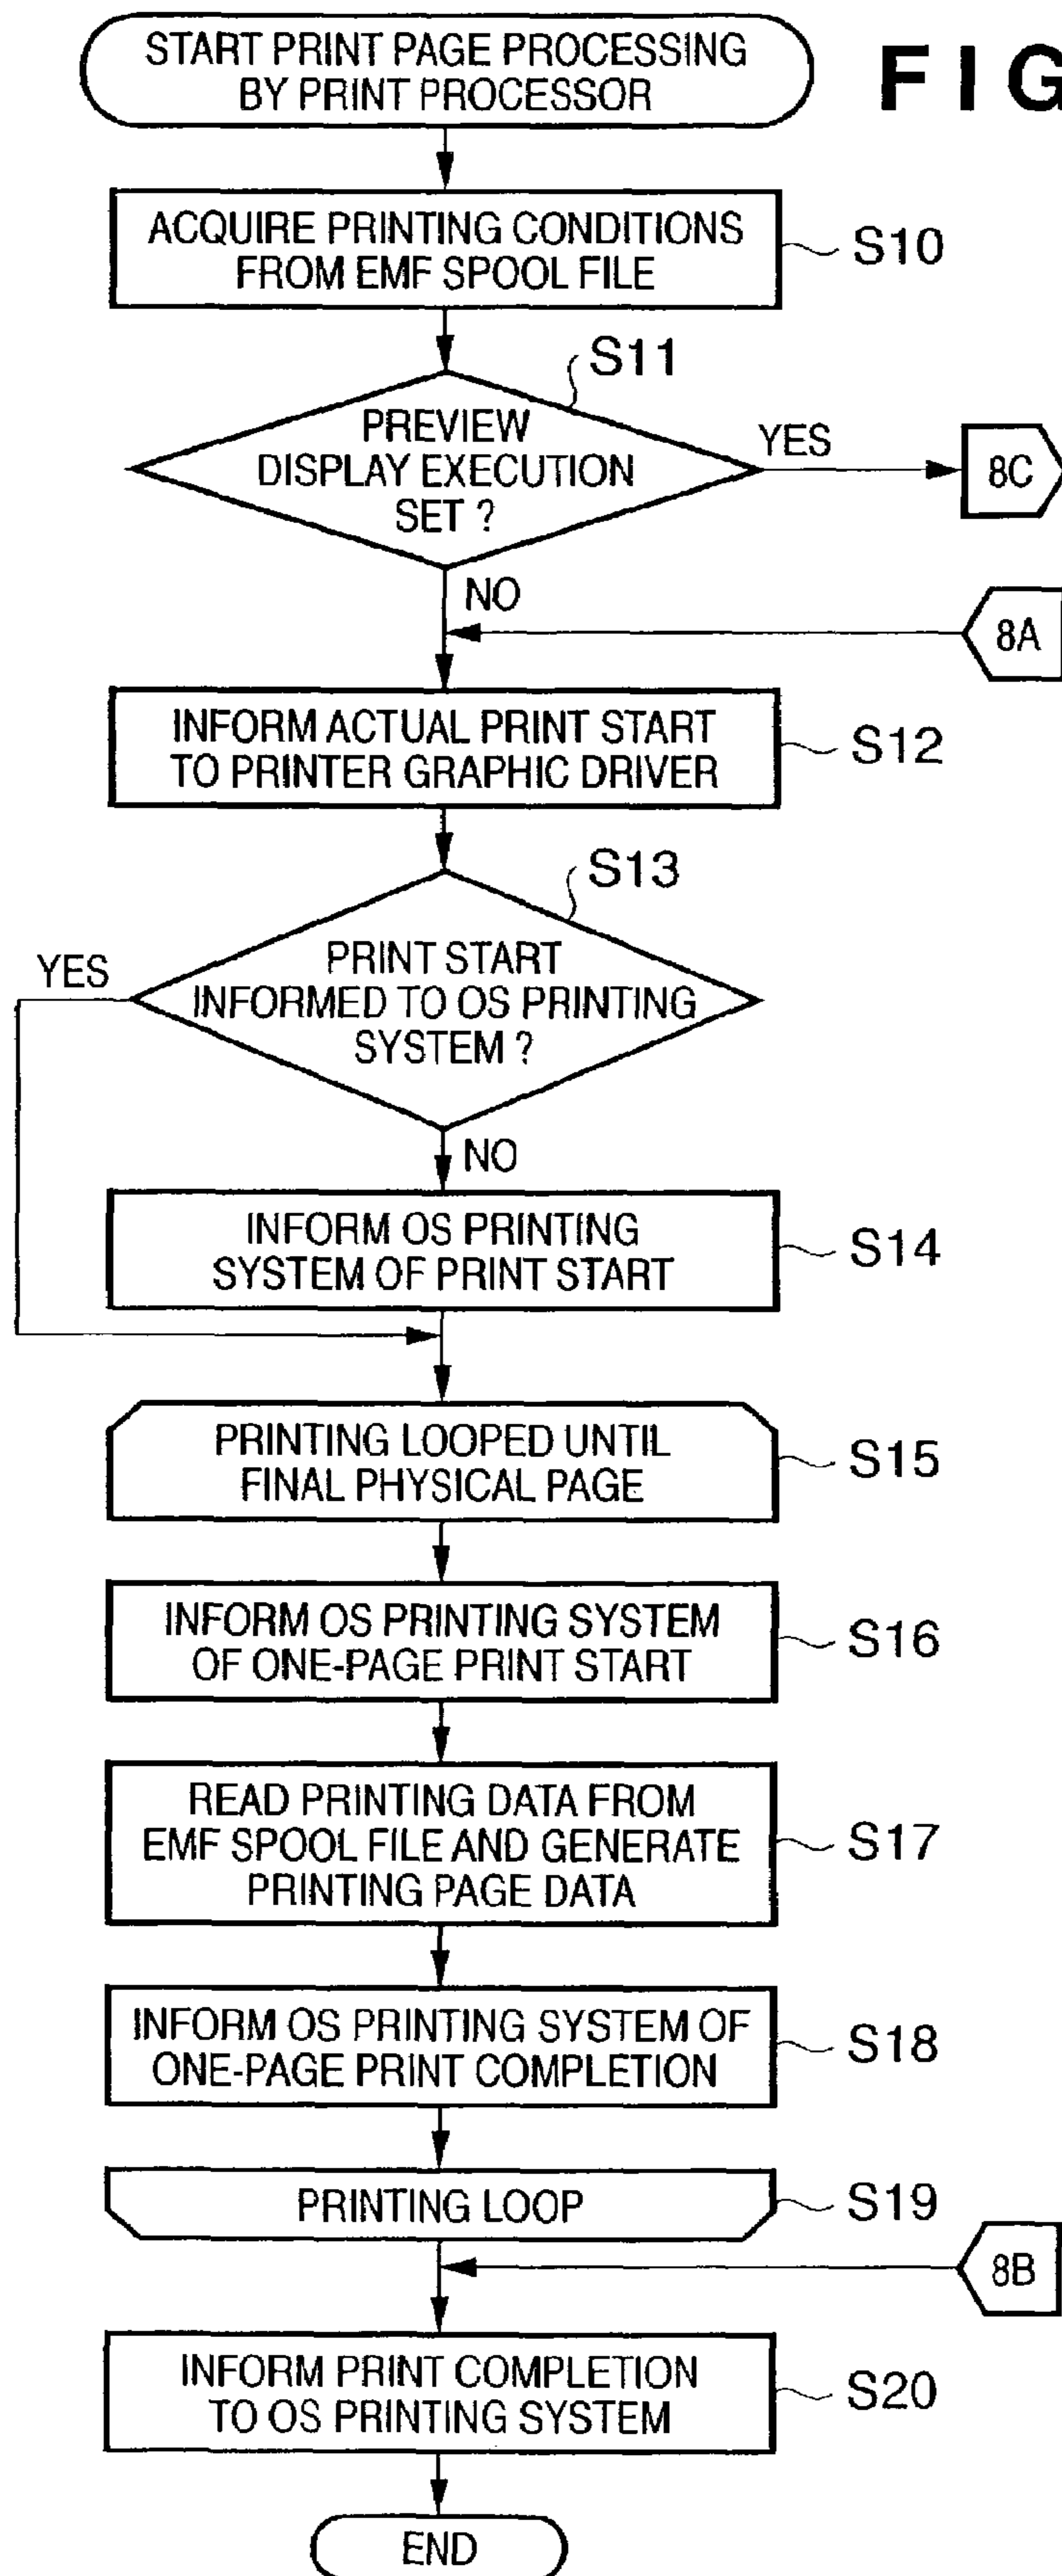 START PRINT PAGE PROCESSING
BY PRINT PROCESSOR
FIG
ACQUIRE PRINTING CONDITIONS
FROM EMF SPOOL FILE
S10
S11
PREVIEW
DISPLAY EXECUTION
SET ?
YES
8C
NO
8A
INFORM ACTUAL PRINT START
TO PRINTER GRAPHIC DRIVER
S12
S13
PRINT START
INFORMED TO OS PRINTING
SYSTEM ?
YES
NO
INFORM OS PRINTING
SYSTEM OF PRINT START
S14
PRINTING LOOPED UNTIL
FINAL PHYSICAL PAGE
S15
INFORM OS PRINTING SYSTEM
OF ONE-PAGE PRINT START
S16
READ PRINTING DATA FROM
EMF SPOOL FILE AND GENERATE
PRINTING PAGE DATA
S17
INFORM OS PRINTING SYSTEM OF
ONE-PAGE PRINT COMPLETION
S18
PRINTING LOOP
S19
8B
INFORM PRINT COMPLETION
TO OS PRINTING SYSTEM
S20
END